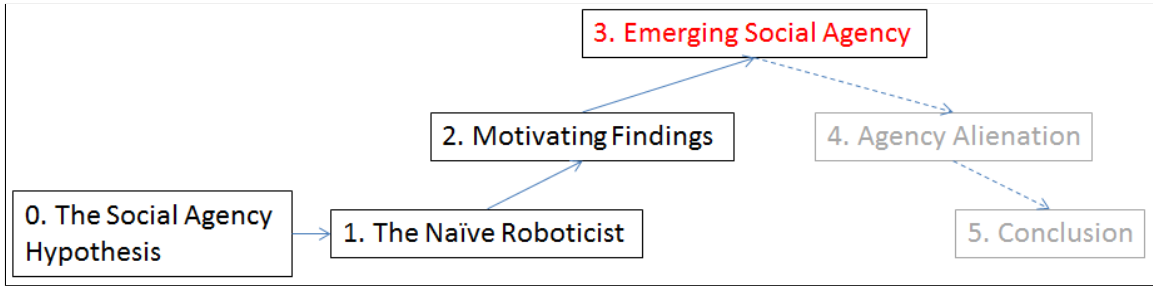 3. Emerging Social Agency
2. Motivating Findings
4. Agency Alienation
0. The Social Agency
Hypothesis
1. The Naïve Roboticist
5. Conclusion